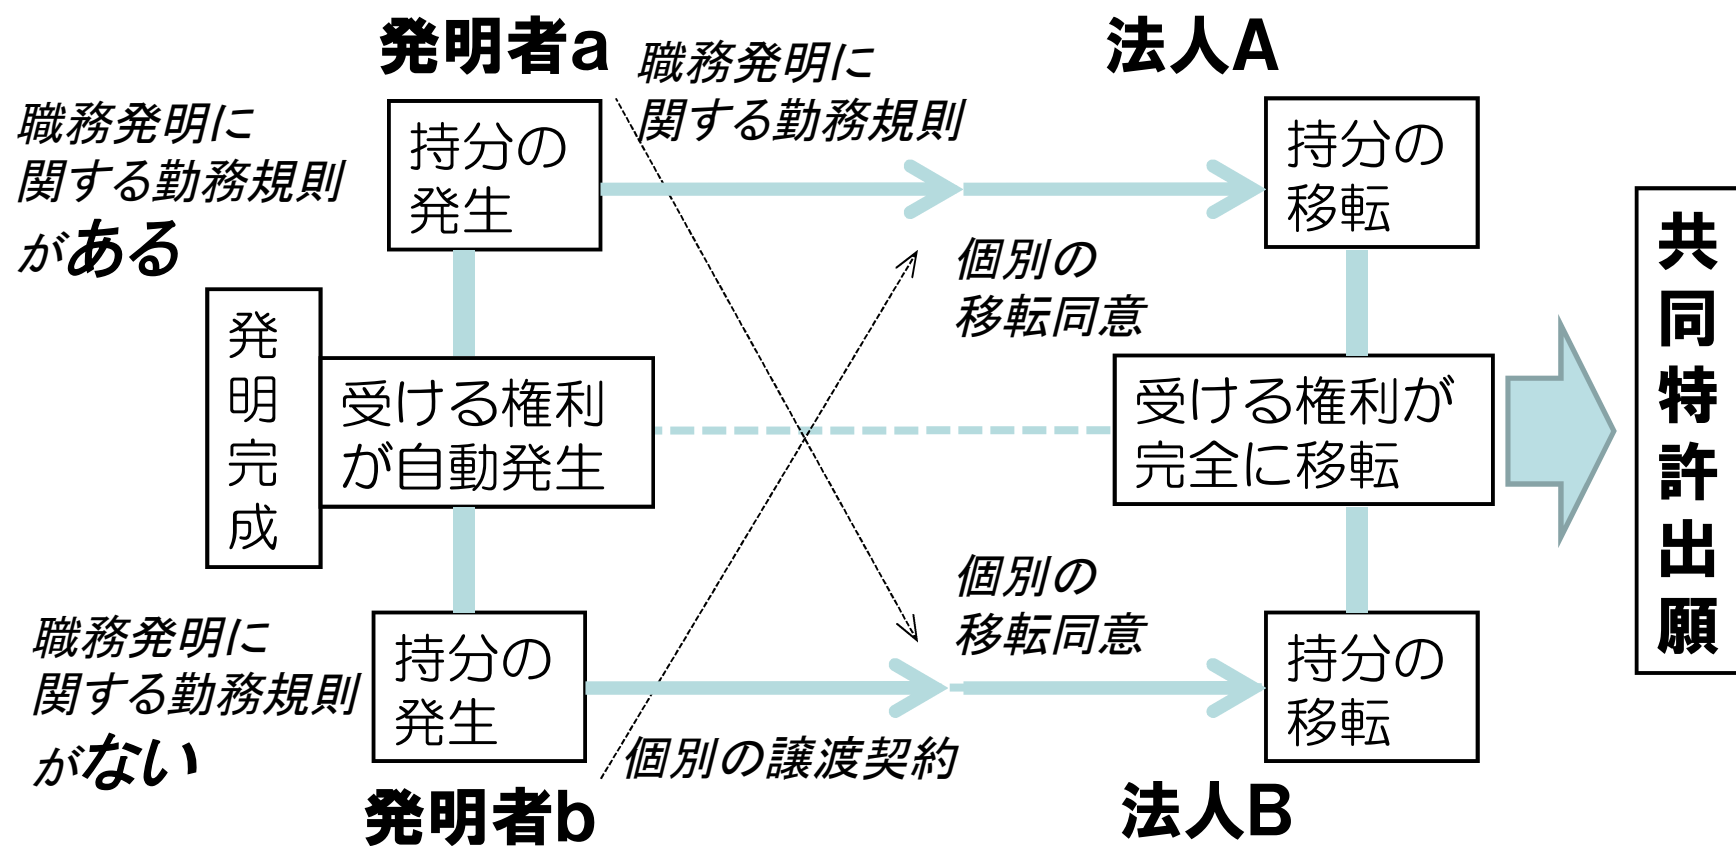 発明者a
法人A
職務発明に
関する勤務規則
職務発明に
関する勤務規則
がある
持分の
発生
持分の
移転
個別の
移転同意
発明完成
受ける権利
が自動発生
受ける権利が
完全に移転
共同特許出願
個別の
移転同意
職務発明に
関する勤務規則
がない
持分の
発生
持分の
移転
個別の譲渡契約
発明者b
法人B